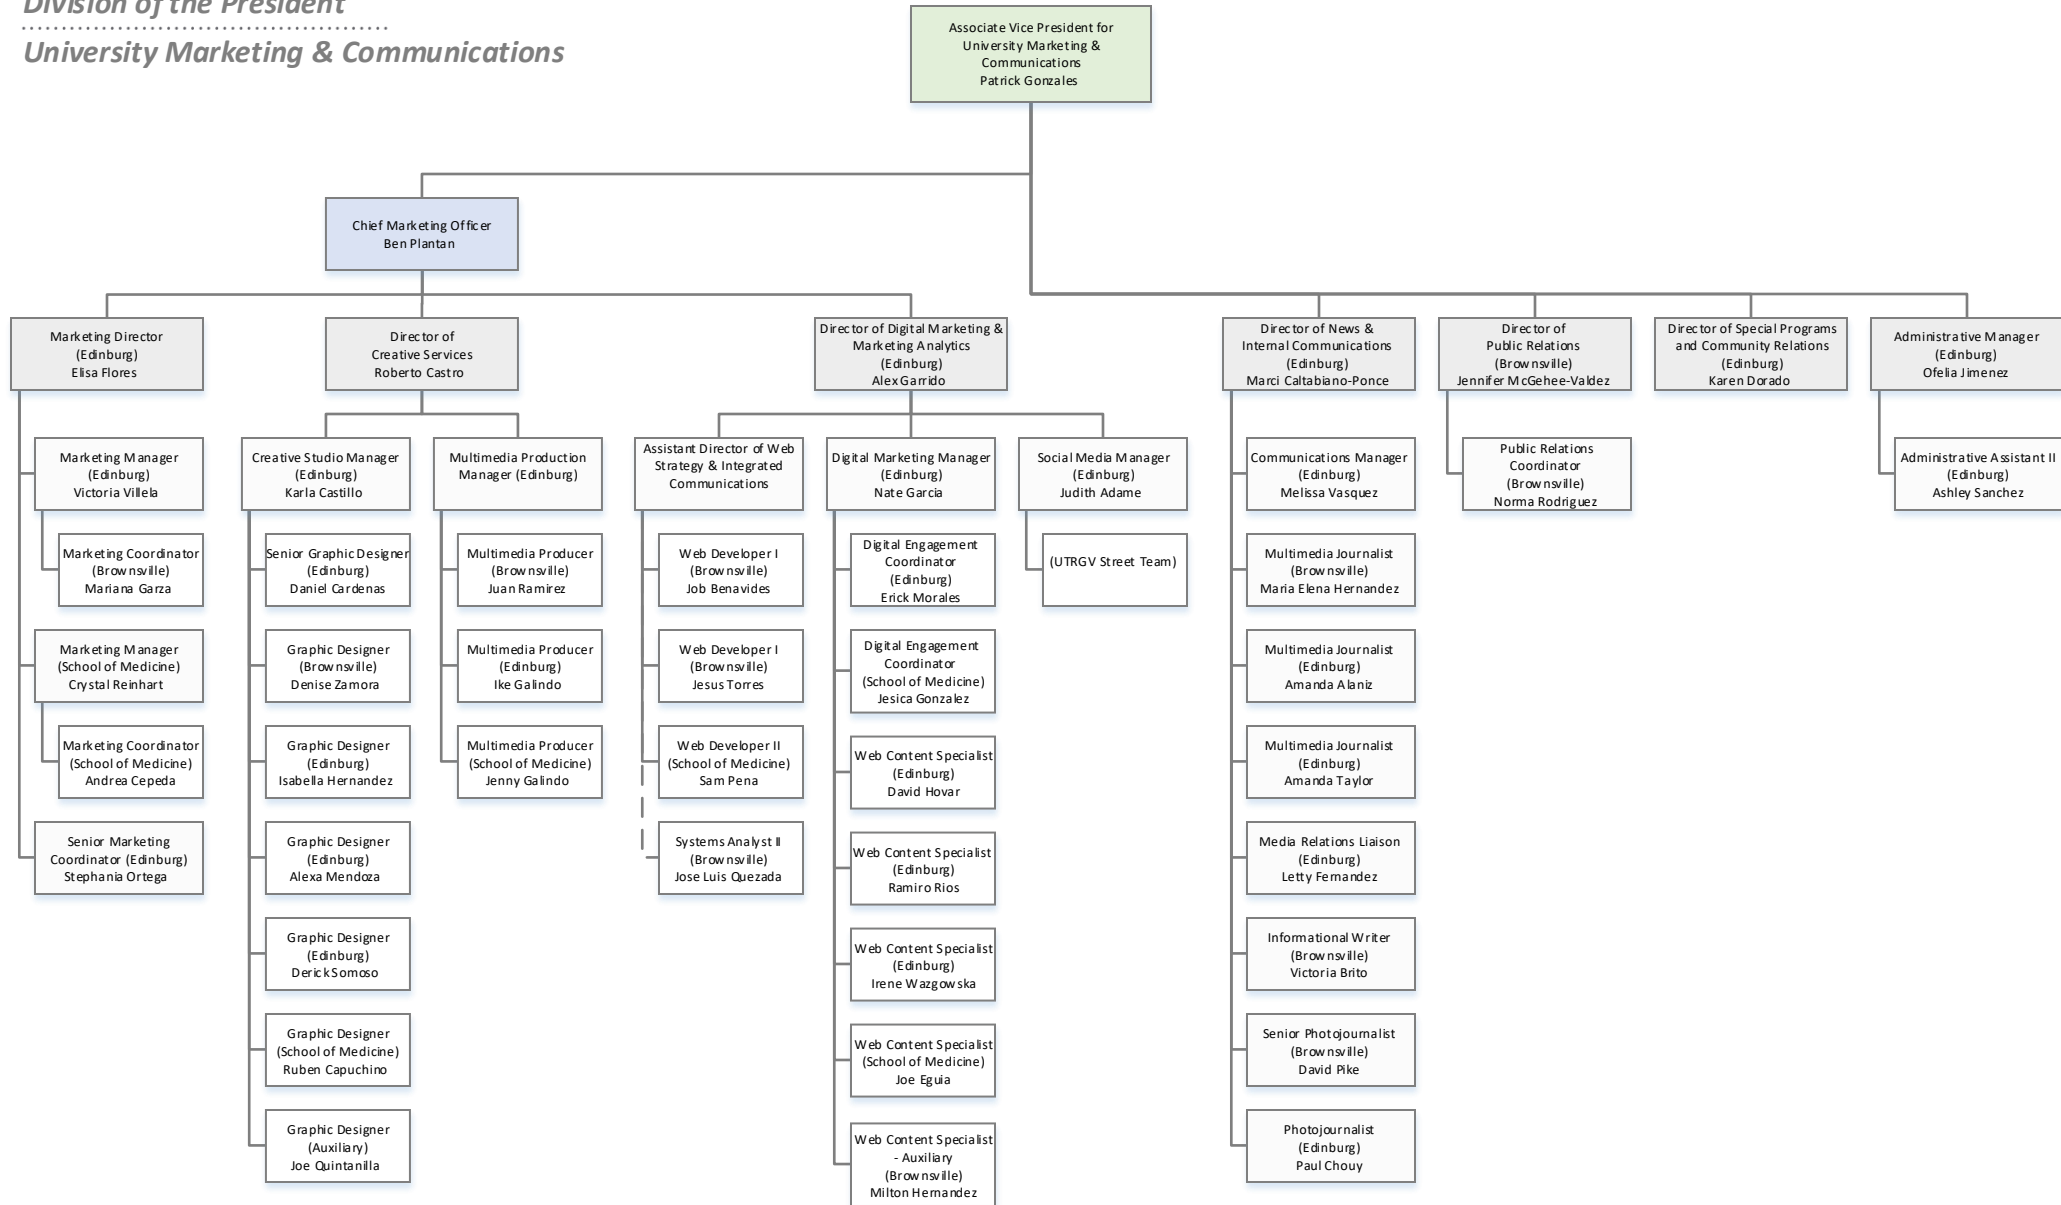 Division of the President
University Marketing & Communications
Associate Vice President for
University Marketing &
Communications
Patrick Gonzales
Chief Marketing Officer
Ben Plantan
Marketing Director
(Edinburg)
Elisa Flores
Director of
Creative Services
Roberto Castro
Director of Digital Marketing &
Marketing Analytics
(Edinburg)
Alex Garrido
Director of News &
Internal Communications
(Edinburg)
Marci Caltabiano-Ponce
Director of
Public Relations
(Brownsville)
Jennifer McGehee-Valdez
Director of Special Programs
and Community Relations
(Edinburg)
Karen Dorado
Administrative Manager
(Edinburg)
Ofelia Jimenez
Marketing Manager
(Edinburg)
Victoria Villela
Marketing Coordinator
(Brownsville)
Mariana Garza
Marketing Manager
(School of Medicine)
Crystal Reinhart
Marketing Coordinator
(School of Medicine)
Andrea Cepeda
Senior Marketing
Coordinator (Edinburg)
Stephania Ortega
Creative Studio Manager
(Edinburg)
Karla Castillo
Senior Graphic Designer
(Edinburg)
Daniel Cardenas
Graphic Designer
(Brownsville)
Denise Zamora
Graphic Designer
(Edinburg)
Isabella Hernandez
Graphic Designer
(Edinburg)
Alexa Mendoza
Graphic Designer
(Edinburg)
Derick Somoso
Graphic Designer
(School of Medicine)
Ruben Capuchino
Graphic Designer
(Auxiliary)
Joe Quintanilla
Multimedia Production
Manager (Edinburg)
Multimedia Producer
(Brownsville)
Juan Ramirez
Multimedia Producer
(Edinburg)
Ike Galindo
Multimedia Producer
(School of Medicine)
Jenny Galindo
Assistant Director of Web
Strategy & Integrated
Communications
Web Developer I
(Brownsville)
Job Benavides
Web Developer I
(Brownsville)
Jesus Torres
Web Developer II
(School of Medicine)
Sam Pena
Systems Analyst II
(Brownsville)
Jose Luis Quezada
Digital Marketing Manager
(Edinburg)
Nate Garcia
Digital Engagement
Coordinator
(Edinburg)
Erick Morales
Digital Engagement
Coordinator
(School of Medicine)
Jesica Gonzalez
Web Content Specialist
(Edinburg)
David Hovar
Web Content Specialist
(Edinburg)
Ramiro Rios
Web Content Specialist
(Edinburg)
Irene Wazgowska
Web Content Specialist
(School of Medicine)
Joe Eguia
Web Content Specialist
- Auxiliary
(Brownsville)
Milton Hernandez
Social Media Manager
(Edinburg)
Judith Adame
(UTRGV Street Team)
Communications Manager
(Edinburg)
Melissa Vasquez
Multimedia Journalist
(Brownsville)
Maria Elena Hernandez
Multimedia Journalist
(Edinburg)
Amanda Alaniz
Multimedia Journalist
(Edinburg)
Amanda Taylor
Media Relations Liaison
(Edinburg)
Letty Fernandez
Informational Writer
(Brownsville)
Victoria Brito
Senior Photojournalist
(Brownsville)
David Pike
Photojournalist
(Edinburg)
Paul Chouy
Public Relations
Coordinator
(Brownsville)
Norma Rodriguez
Administrative Assistant II
(Edinburg)
Ashley Sanchez